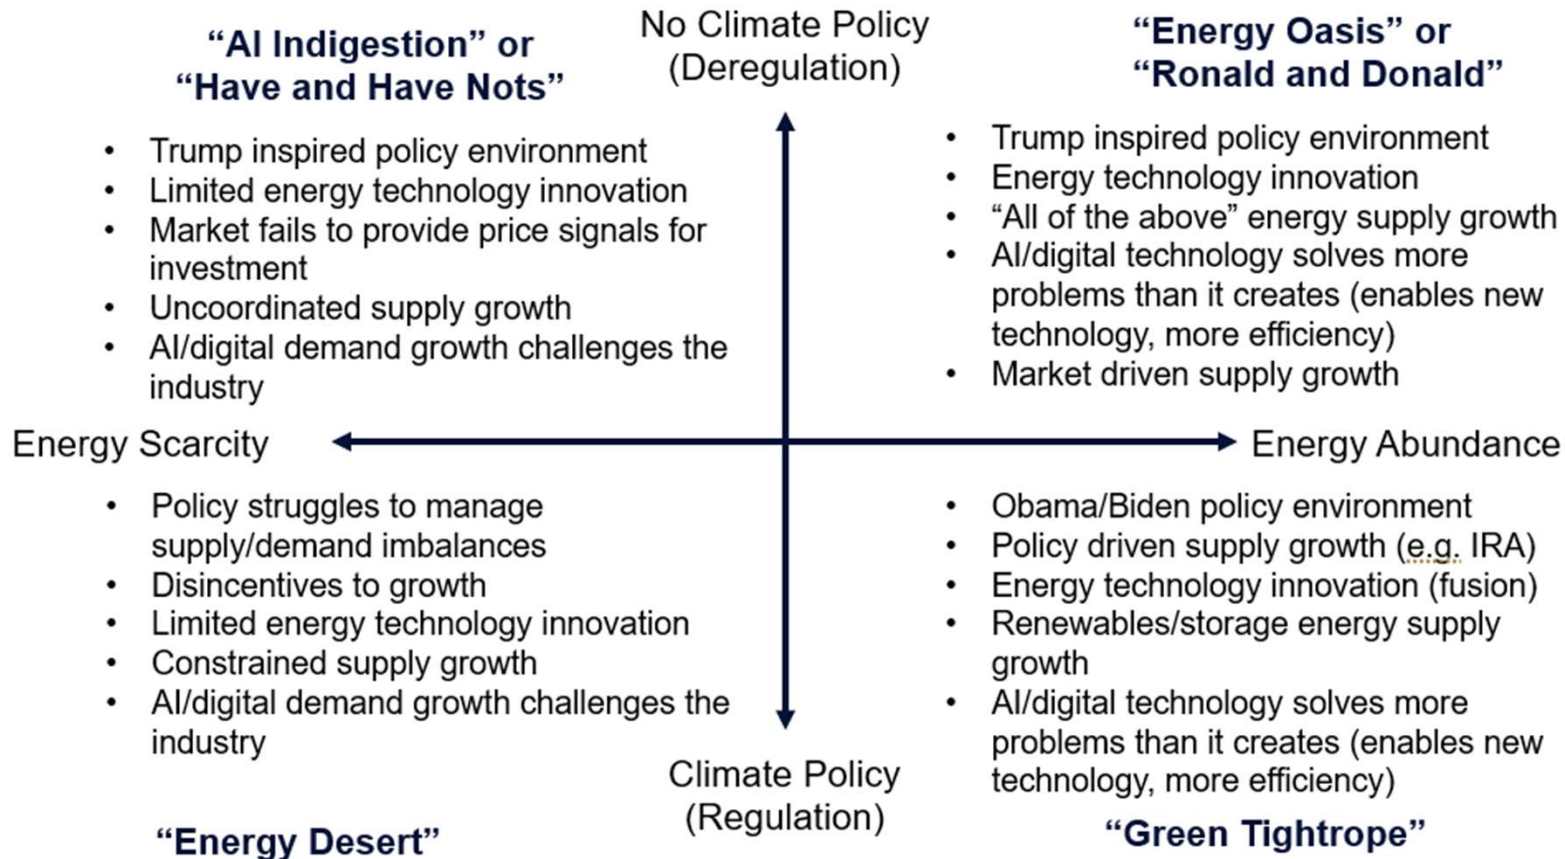 “AI Indigestion” or
“Have and Have Nots”
• Trump inspired policy environment
• Limited energy technology innovation
• Market fails to provide price signals for
investment
• Uncoordinated supply growth
• AI/digital demand growth challenges the
industry
No Climate Policy
(Deregulation)
“Energy Oasis” or
“Ronald and Donald”
• Trump inspired policy environment
• Energy technology innovation
• “All of the above” energy supply growth
• AI/digital technology solves more
problems than it creates (enables new
technology, more efficiency)
• Market driven supply growth
Energy Scarcity
Energy Abundance
• Policy struggles to manage
supply/demand imbalances
• Disincentives to growth
• Limited energy technology innovation
• Constrained supply growth
• AI/digital demand growth challenges the
industry
“Energy Desert”
Climate Policy
(Regulation)
• Obama/Biden policy environment
• Policy driven supply growth (e.g. IRA)
• Energy technology innovation (fusion)
• Renewables/storage energy supply
growth
• AI/digital technology solves more
problems than it creates (enables new
technology, more efficiency)
“Green Tightrope”